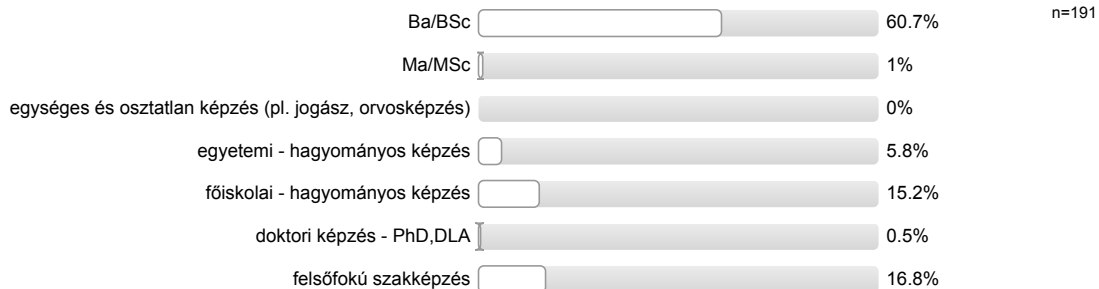 Ba/BSc 60.7% n=191
Ma/MSc 1%
egységes és osztatlan képzés (pl. jogász, orvosképzés) 0%
egyetemi - hagyományos képzés 5.8%
főiskolai - hagyományos képzés 15.2%
doktori képzés - PhD,DLA 0.5%
felsőfokú szakképzés 16.8%